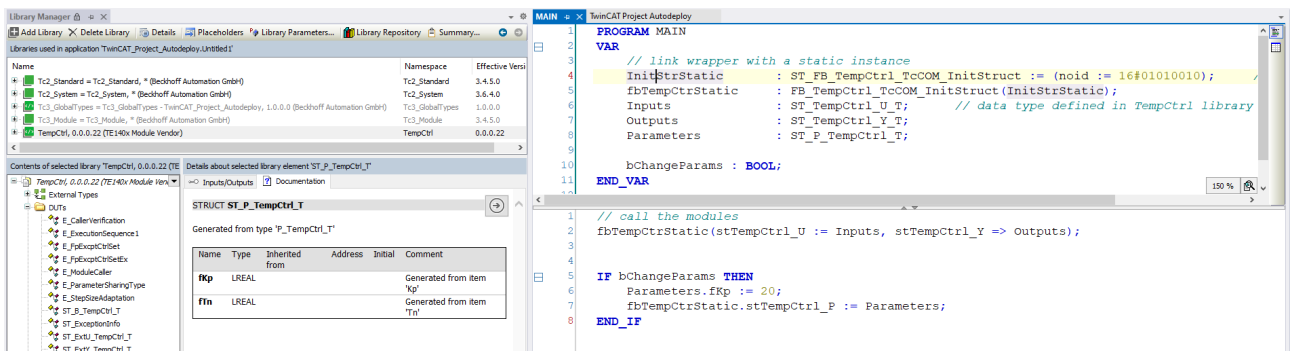 Library Manager
Add Library Delete Library Details Placeholders Library Parameters... Library Repository Summary...
Libraries used in application 'TwinCAT_Project_Autodeploy.Untitled1'
Name Namespace Effective Versi
Tc2_Standard = Tc2_Standard, * (Beckhoff Automation GmbH) Tc2_Standard 3.4.5.0
Tc2_System = Tc2_System, * (Beckhoff Automation GmbH) Tc2_System 3.6.4.0
Tc3_GlobalTypes = Tc3_GlobalTypes - TwinCAT_Project_Autodeploy, 1.0.0.0 (Beckhoff Automation GmbH) Tc3_GlobalTypes 1.0.0.0
Tc3_Module = Tc3_Module, * (Beckhoff Automation GmbH) Tc3_Module 3.4.5.0
TempCtrl, 0.0.0.22 (TE140x Module Vendor) TempCtrl 0.0.0.22
Contents of selected library 'TempCtrl, 0.0.0.22 (TE
TempCtrl, 0.0.0.22 (TE140x Module Ven
External Types
DUTs
E_CallerVerification
E_ExecutionSequence1
E_FpExcptCtrlSet
E_FpExcptCtrlSetEx
E_ModuleCaller
E_ParameterSharingType
E_StepSizeAdaptation
ST_B_TempCtrl_T
ST_ExceptionInfo
ST_ExtU_TempCtrl_T
ST_ExtY_TempCtrl_T
Details about selected library element 'ST_P_TempCtrl_T'
Inputs/Outputs Documentation
STRUCT ST_P_TempCtrl_T
Generated from type 'P_TempCtrl_T'
Name Type Inherited from Address Initial Comment
fKp LREAL Generated from item 'Kp'
fTn LREAL Generated from item 'Tn'
MAIN TwinCAT Project Autodeploy
1 PROGRAM MAIN
2 VAR
3 // link wrapper with a static instance
4 InitStrStatic : ST_FB_TempCtrl_TcCOM_InitStruct := (noid := 16#01010010); /
5 fbTempCtrStatic : FB_TempCtrl_TcCOM_InitStruct(InitStrStatic);
6 Inputs : ST_TempCtrl_U_T; // data type defined in TempCtrl library
7 Outputs : ST_TempCtrl_Y_T;
8 Parameters : ST_P_TempCtrl_T;
9
10 bChangeParams : BOOL;
11 END_VAR
150 %
1 // call the modules
2 fbTempCtrStatic(stTempCtrl_U := Inputs, stTempCtrl_Y => Outputs);
3
4
5 IF bChangeParams THEN
6 Parameters.fKp := 20;
7 fbTempCtrStatic.stTempCtrl_P := Parameters;
8 END_IF